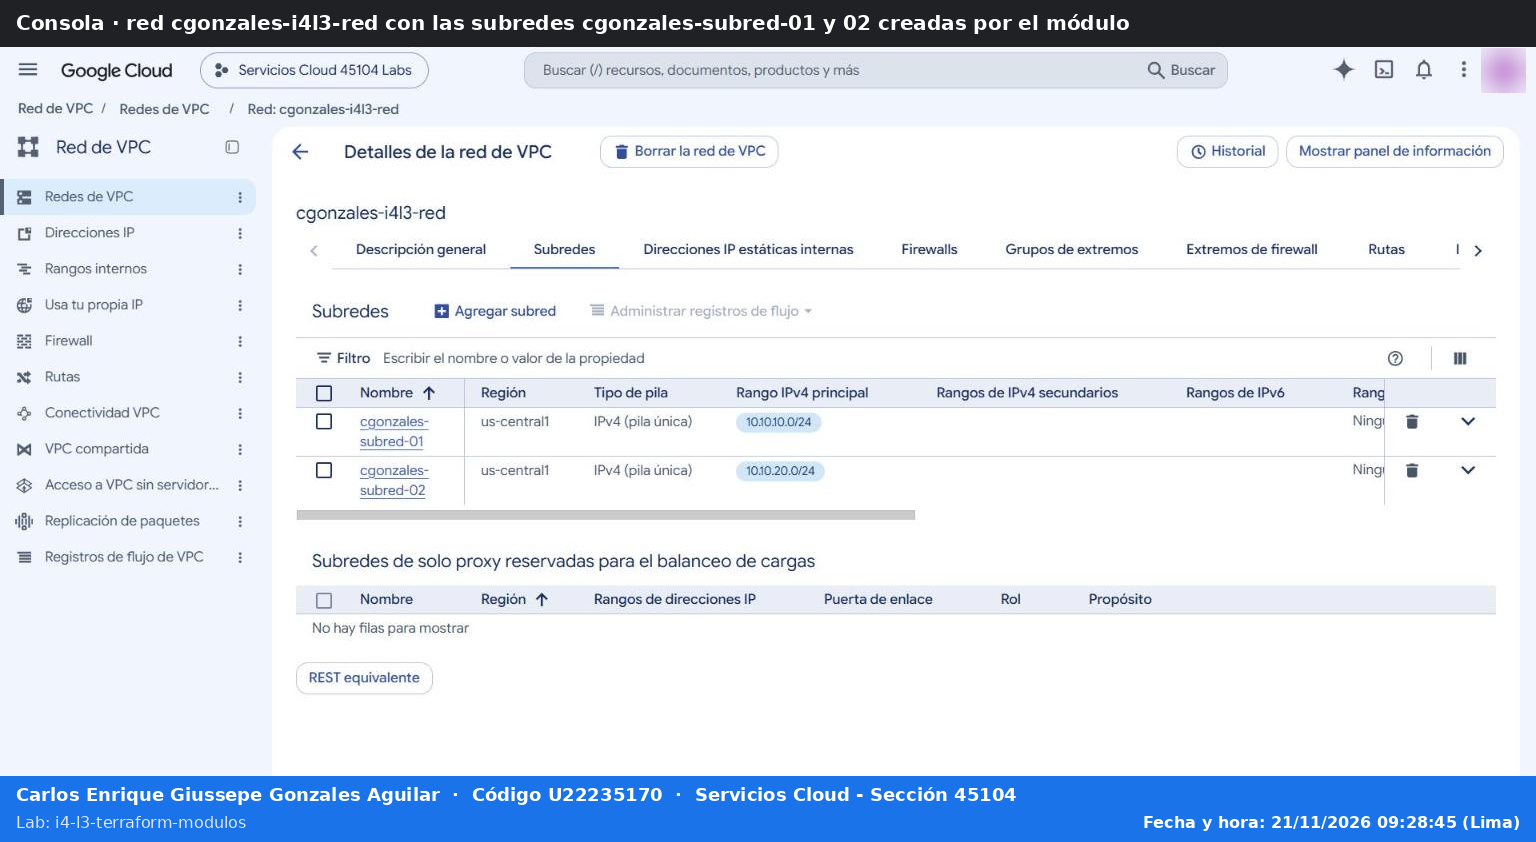 Consola · red cgonzales-i4l3-red con las subredes cgonzales-subred-01 y 02 creadas por el módulo
Google Cloud
Servicios Cloud 45104 Labs
Buscar (/) recursos, documentos, productos y más
Buscar
Red de VPC / Redes de VPC / Red: cgonzales-i4l3-red
Red de VPC
Redes de VPC
Direcciones IP
Rangos internos
Usa tu propia IP
Firewall
Rutas
Conectividad VPC
VPC compartida
Acceso a VPC sin servidor...
Replicación de paquetes
Registros de flujo de VPC
Detalles de la red de VPC
Borrar la red de VPC
Historial
Mostrar panel de información
cgonzales-i4l3-red
Descripción general Subredes Direcciones IP estáticas internas Firewalls Grupos de extremos Extremos de firewall Rutas
Subredes
Agregar subred
Administrar registros de flujo
Filtro Escribir el nombre o valor de la propiedad
Nombre Región Tipo de pila Rango IPv4 principal Rangos de IPv4 secundarios Rangos de IPv6 Rang
cgonzales-subred-01 us-central1 IPv4 (pila única) 10.10.10.0/24 Ningu
cgonzales-subred-02 us-central1 IPv4 (pila única) 10.10.20.0/24 Ningu
Subredes de solo proxy reservadas para el balanceo de cargas
Nombre Región Rangos de direcciones IP Puerta de enlace Rol Propósito
No hay filas para mostrar
REST equivalente
Carlos Enrique Giussepe Gonzales Aguilar · Código U22235170 · Servicios Cloud - Sección 45104
Lab: i4-l3-terraform-modulos
Fecha y hora: 21/11/2026 09:28:45 (Lima)